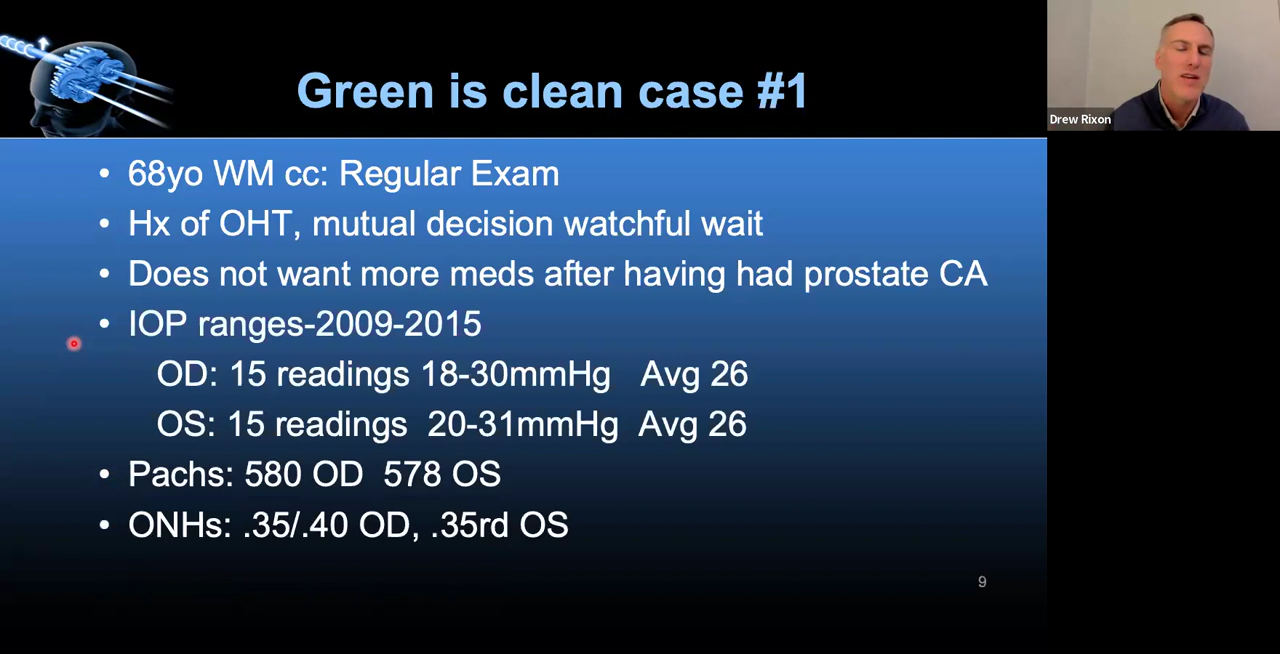 Green is clean case #1
Drew Rixon
• 68yo WM cc: Regular Exam
• Hx of OHT, mutual decision watchful wait
• Does not want more meds after having had prostate CA
• IOP ranges-2009-2015
OD: 15 readings 18-30mmHg Avg 26
OS: 15 readings 20-31mmHg Avg 26
• Pachs: 580 OD 578 OS
• ONHs: .35/.40 OD, .35rd OS
9